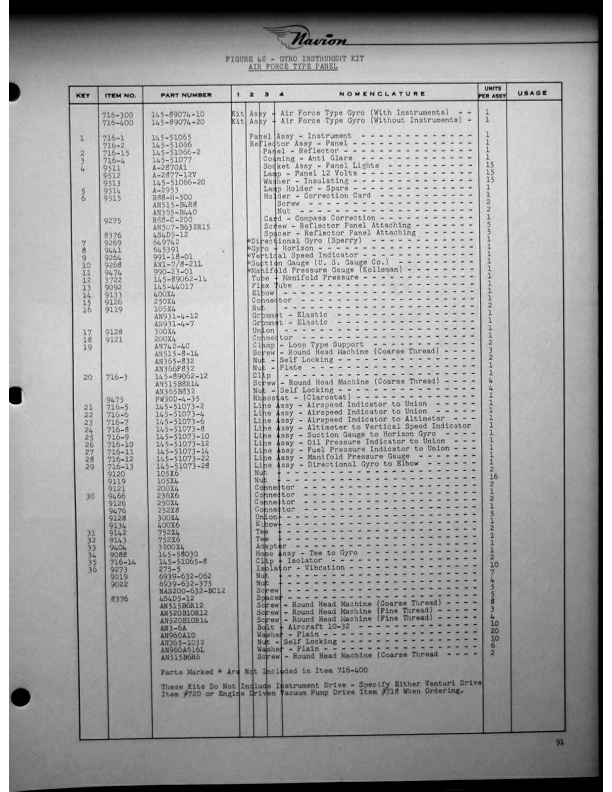 Navion
FIGURE 46 - GYRO INSTRUMENT KIT
AIR FORCE TYPE PANEL
KEY ITEM NO. PART NUMBER 1 2 3 4 NOMENCLATURE UNITS PER ASSY USAGE
716-300 145-89074-10 Kit Assy - Air Force Type Gyro (With Instruments) - - 1
716-400 145-89074-20 Kit Assy - Air Force Type Gyro (Without Instruments) - 1
1 716-1 145-51065 Panel Assy - Instrument 1
716-2 145-51066 Reflector Assy - Panel 1
2 716-15 145-51066-2 Panel - Reflector 1
3 716-4 145-51077 Coaming - Anti Glare 1
4 9511 A-2870A1 Socket Assy - Panel Lights 15
9512 A-2877-12V Lamp - Panel 12 Volts 15
9513 145-51066-20 Washer - Insulating 15
5 9514 A-2953 Lamp Holder - Spare 1
6 9515 R88-H-500 Holder - Correction Card 1
AN515-B4R8 Screw 2
AN355-B440 Nut 2
9275 R88-C-200 Card - Compass Correction 1
AN507-B632R15 Screw - Reflector Panel Attaching 5
8376 4S4D5-12 Spacer - Reflector Panel Attaching 5
7 9269 649742 *Directional Gyro (Sperry) 1
8 9441 645391 *Gyro - Horizon 1
9 9264 991-18-01 *Vertical Speed Indicator 1
10 9268 AW1-7/8-21L *Suction Gauge (U. S. Gauge Co.) 1
11 9474 990-23-01 *Manifold Pressure Gauge (Kollsman) 1
12 3722 145-89062-14 Tube - Manifold Pressure 1
13 9092 145-44017 Flex Tube 1
14 9133 400X4 Elbow 1
15 9126 250X4 Connector 1
16 9119 105X4 Nut 2
AN931-4-12 Grommet - Elastic 1
AN931-4-7 Grommet - Elastic 1
17 9128 300X4 Union 1
18 9121 200X4 Connector 1
19 AN742-4C Clamp - Loop Type Support 2
AN515-8-14 Screw - Round Head Machine (Coarse Thread) 3
AN365-832 Nut - Self Locking 2
AN366F832 Nut - Plate 1
20 716-3 145-89062-12 Clip 1
AN515B8R14 Screw - Round Head Machine (Coarse Thread) 4
AN365B832 Nut - Self Locking 4
9475 PW50D-4-35 Rheostat - (Clarostat) 1
21 716-5 145-51073-2 Line Assy - Airspeed Indicator to Union 1
22 716-6 145-51073-4 Line Assy - Airspeed Indicator to Union 1
23 716-7 145-51073-6 Line Assy - Airspeed Indicator to Altimeter 1
24 716-8 145-51073-8 Line Assy - Altimeter to Vertical Speed Indicator 1
25 716-9 145-51073-10 Line Assy - Suction Gauge to Horizon Gyro 1
26 716-10 145-51073-12 Line Assy - Oil Pressure Indicator to Union 1
27 716-11 145-51073-14 Line Assy - Fuel Pressure Indicator to Union 1
28 716-12 145-51073-22 Line Assy - Manifold Pressure Gauge 1
29 716-13 145-51073-28 Line Assy - Directional Gyro to Elbow 1
9120 105X6 Nut 2
9119 105X4 Nut 16
9121 200X4 Connector 2
30 9466 236X6 Connector 1
9126 250X4 Connector 2
9476 252X8 Connector 1
9128 300X4 Union 5
9134 400X6 Elbow 1
31 9142 752X4 Tee 2
32 9143 752X6 Tee 1
33 9404 3200X4 Adapter 1
34 9088 145-58030 Hose Assy - Tee to Gyro 1
35 716-14 145-51065-8 Clip - Isolator 2
36 9273 275-5 Isolator - Vibration 10
9019 6939-632-062 Nut 7
9022 6939-632-375 Nut 4
NAS200-632-BC12 Screw 5
8376 4S4D5-12 Spacer 5
AN515B6R12 Screw - Round Head Machine (Coarse Thread) 8
AN520B10R12 Screw - Round Head Machine (Fine Thread) 3
AN520B10R14 Screw - Round Head Machine (Fine Thread) 4
AN3-6A Bolt - Aircraft 10-32 10
AN960A10 Washer - Plain 20
AN365-1032 Nut - Self Locking 10
AN960A616L Washer - Plain 6
AN515B6R6 Screw - Round Head Machine (Coarse Thread 2
Parts Marked * Are Not Included in Item 716-400
These Kits Do Not Include Instrument Drive - Specify Either Venturi Drive
Item #720 or Engine Driven Vacuum Pump Drive Item #718 When Ordering.
91